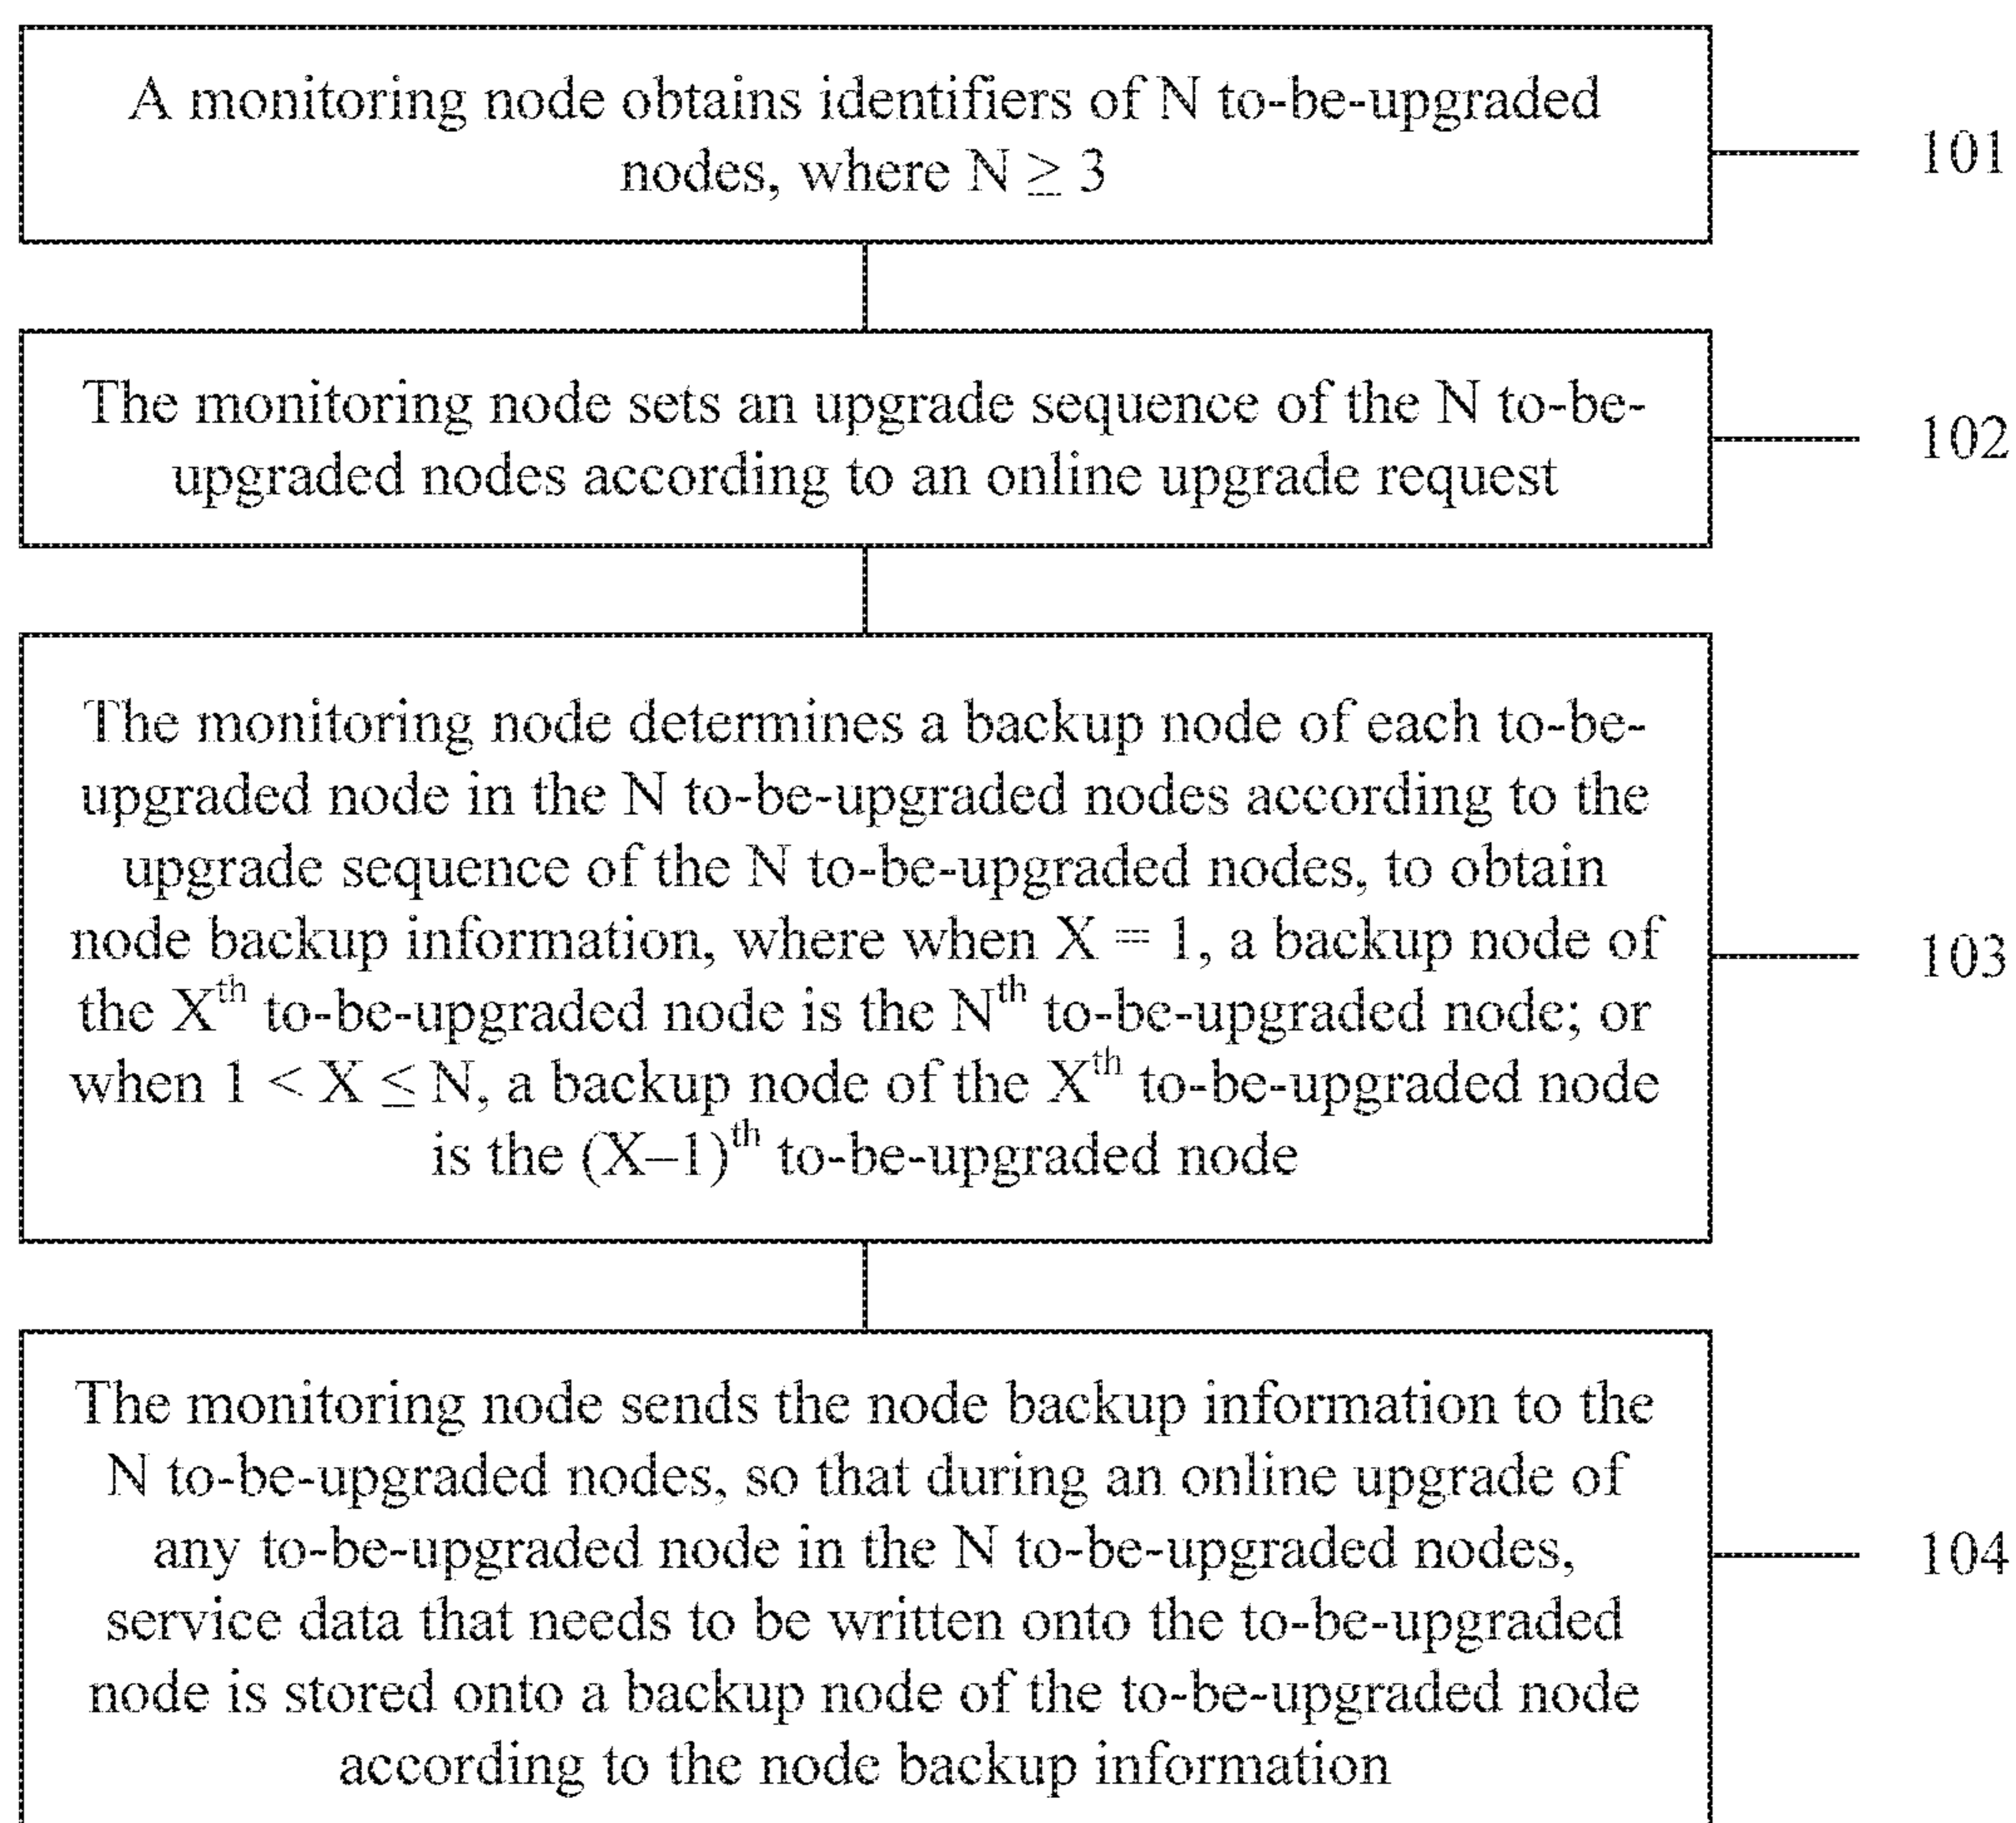 A monitoring node obtains identifiers of N to-be-upgraded
nodes, where N ≥ 3
101
The monitoring node sets an upgrade sequence of the N to-be-
upgraded nodes according to an online upgrade request
102
The monitoring node determines a backup node of each to-be-
upgraded node in the N to-be-upgraded nodes according to the
upgrade sequence of the N to-be-upgraded nodes, to obtain
node backup information, where when X = 1, a backup node of
the Xth to-be-upgraded node is the Nth to-be-upgraded node; or
when 1 < X ≤ N, a backup node of the Xth to-be-upgraded node
is the (X–1)th to-be-upgraded node
103
The monitoring node sends the node backup information to the
N to-be-upgraded nodes, so that during an online upgrade of
any to-be-upgraded node in the N to-be-upgraded nodes,
service data that needs to be written onto the to-be-upgraded
node is stored onto a backup node of the to-be-upgraded node
according to the node backup information
104